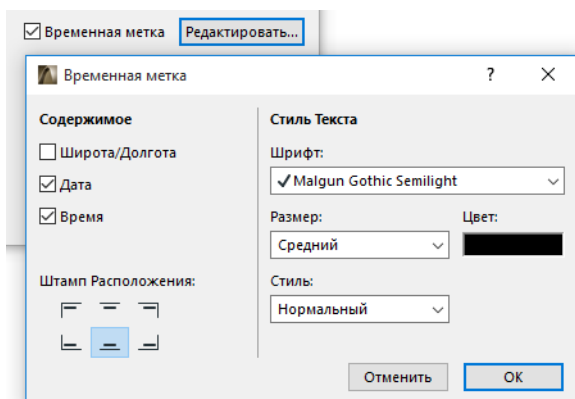 Временная метка Редактировать...
Временная метка ? ×
Содержимое
Широта/Долгота
Дата
Время
Штамп Расположения:
Стиль Текста
Шрифт:
Malgun Gothic Semilight
Размер: Цвет:
Средний
Стиль:
Нормальный
Отменить OK